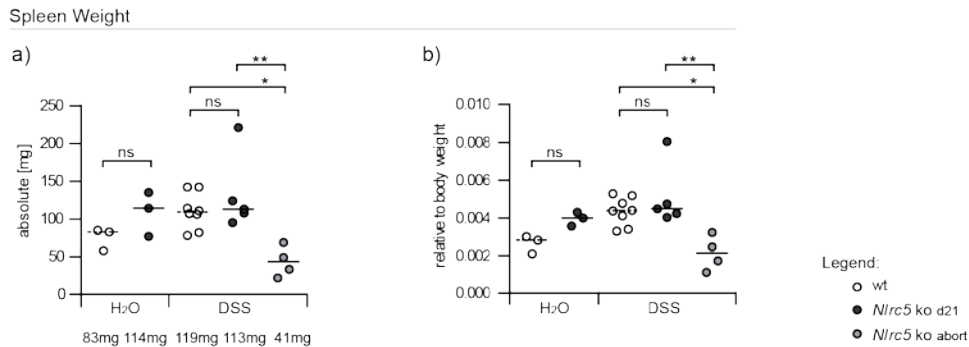 Spleen Weight
a)
**
*
ns
ns
absolute [mg]
250
200
150
100
50
0
H2O DSS
83mg 114mg 119mg 113mg 41mg
b)
**
*
ns
ns
relative to body weight
0.010
0.008
0.006
0.004
0.002
0.000
H2O DSS
Legend:
wt
Nlrc5 ko d21
Nlrc5 ko abort